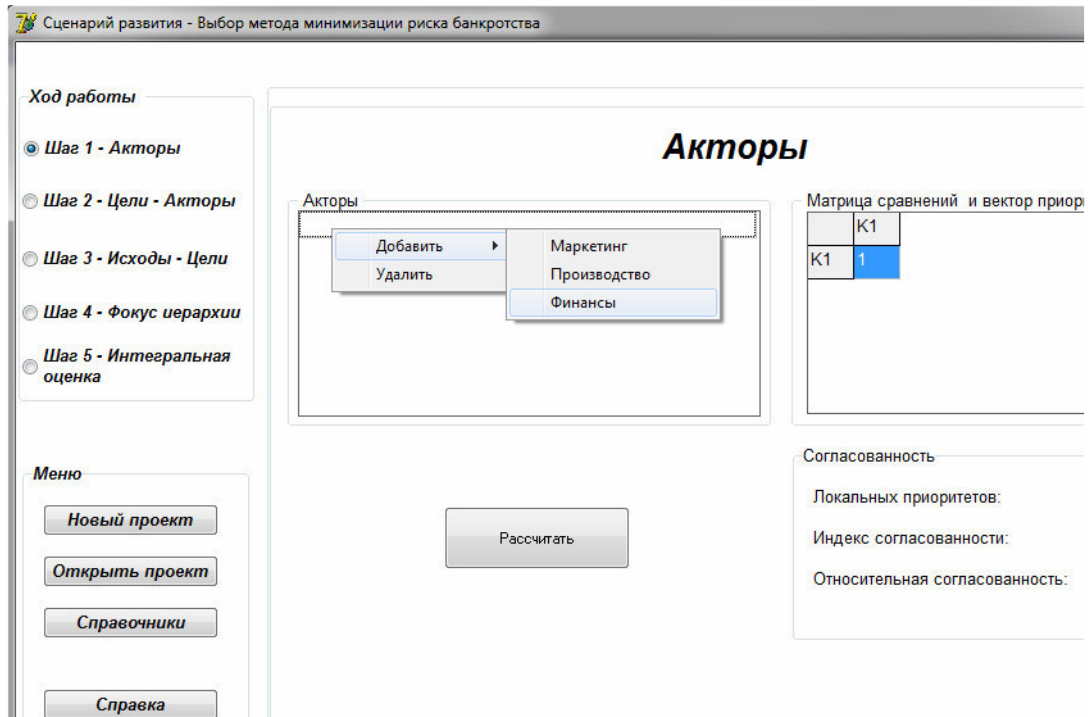 Сценарий развития - Выбор метода минимизации риска банкротства
Ход работы
Шаг 1 - Акторы
Шаг 2 - Цели - Акторы
Шаг 3 - Исходы - Цели
Шаг 4 - Фокус иерархии
Шаг 5 - Интегральная
оценка
Меню
Новый проект
Открыть проект
Справочники
Справка
Акторы
Акторы
Добавить
Удалить
Маркетинг
Производство
Финансы
Рассчитать
Матрица сравнений и вектор приор
K1
K1 1
Согласованность
Локальных приоритетов:
Индекс согласованности:
Относительная согласованность: